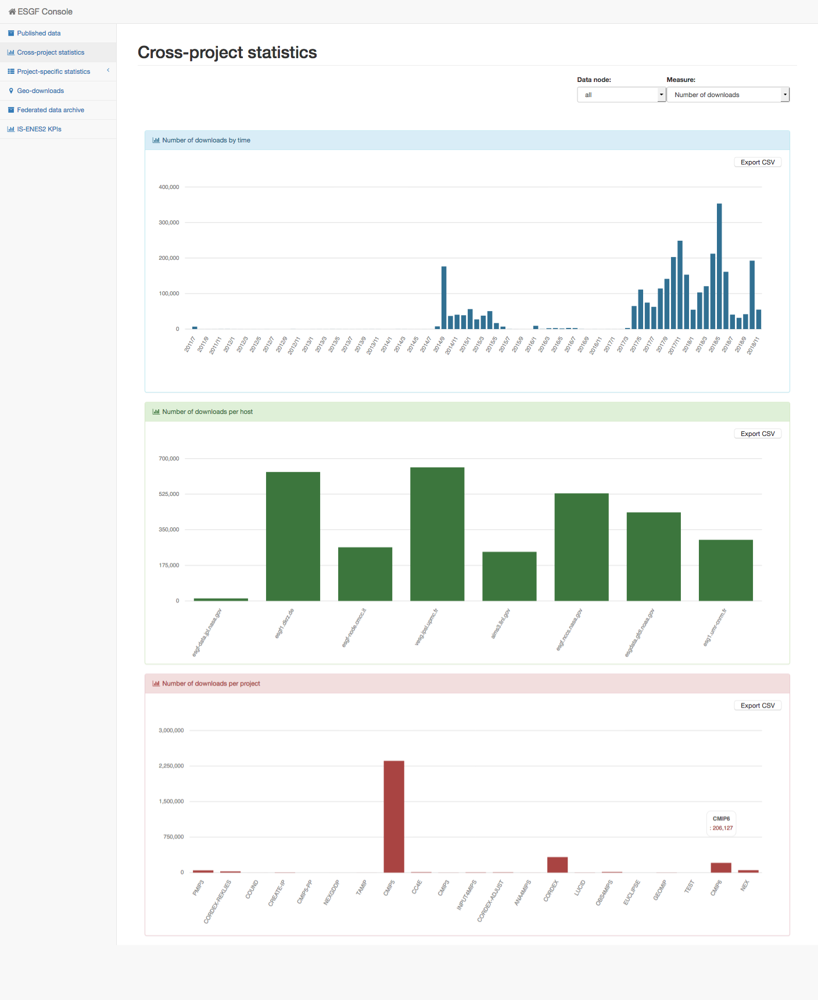 ESGF Console
Published data
Cross-project statistics
Project-specific statistics
Geo-downloads
Federated data archive
IS-ENES2 KPIs
Cross-project statistics
Data node:
Measure:
all
Number of downloads
Number of downloads by time
Export CSV
400,000
300,000
200,000
100,000
0
2011/7
2011/9
2011/11
2012/1
2012/3
2012/5
2012/7
2012/9
2012/11
2013/1
2013/3
2013/5
2013/7
2013/9
2013/11
2014/1
2014/3
2014/5
2014/7
2014/9
2014/11
2015/1
2015/3
2015/5
2015/7
2015/9
2016/1
2016/3
2016/5
2016/7
2016/9
2016/11
2017/1
2017/3
2017/5
2017/7
2017/9
2017/11
2018/1
2018/3
2018/5
2018/7
2018/9
2018/11
Number of downloads per host
Export CSV
700,000
525,000
350,000
175,000
0
esgf-data.jpl.nasa.gov
esgf1.dkrz.de
esgf-node.cmcc.it
vesg.ipsl.upmc.fr
aims3.llnl.gov
esgf.nccs.nasa.gov
esgdata.gfdl.noaa.gov
esg1.umr-cnrm.fr
Number of downloads per project
Export CSV
3,000,000
2,250,000
1,500,000
750,000
0
CMIP6
: 206,127
PMIP3
CORDEX-REKLIES
COUND
CREATE-IP
CMIP5-PP
NEXGDDP
TAMIP
CMIP5
CC4E
CMIP3
INPUT4MIPS
CORDEX-ADJUST
ANA4MIPS
CORDEX
LUCID
OBS4MIPS
EUCLIPSE
GEOMIP
TEST
CMIP6
NEX